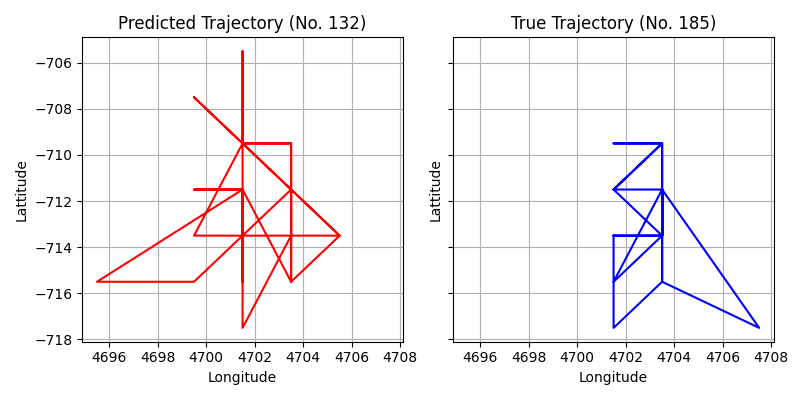 Predicted Trajectory (No. 132)
True Trajectory (No. 185)
−706
−708
−710
−712
−714
−716
−718
Lattitude
Lattitude
4696 4698 4700 4702 4704 4706 4708
4696 4698 4700 4702 4704 4706 4708
Longitude
Longitude